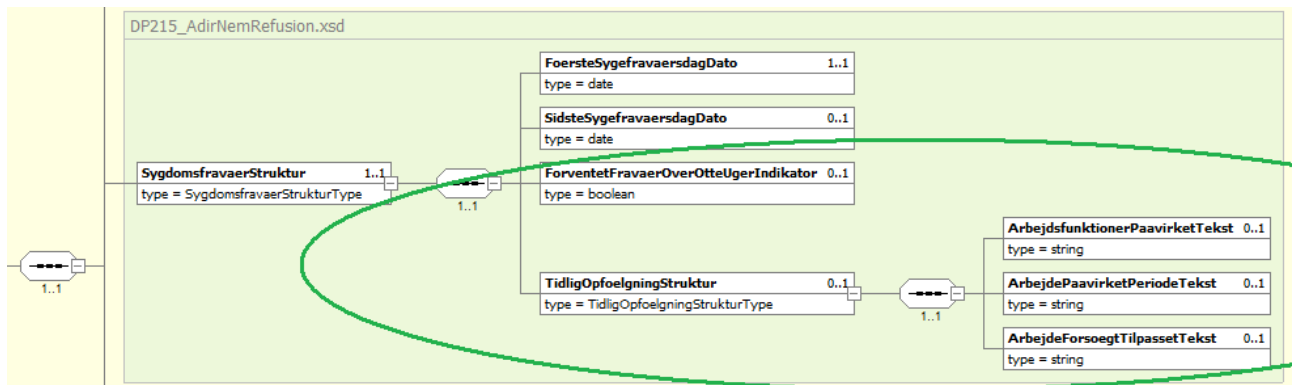 DP215_AdirNemRefusion.xsd
FoersteSygefravaersdagDato 1..1
type = date
SidsteSygefravaersdagDato 0..1
type = date
SygdomsfravaerStruktur 1..1
type = SygdomsfravaerStrukturType
1..1
ForventetFravaerOverOtteUgerIndikator 0..1
type = boolean
1..1
TidligOpfoelgningStruktur 0..1
type = TidligOpfoelgningStrukturType
1..1
ArbejdsfunktionerPaavirketTekst 0..1
type = string
ArbejdePaavirketPeriodeTekst 0..1
type = string
ArbejdeForsoegtTilpassetTekst 0..1
type = string